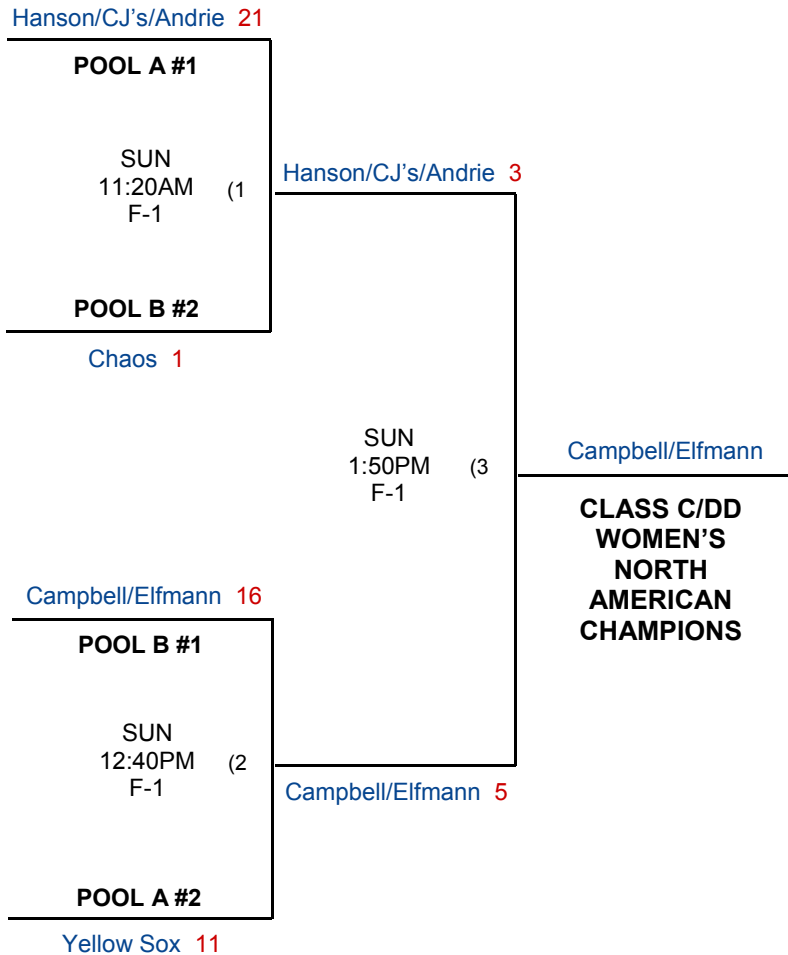 Hanson/CJ's/Andrie 21
POOL A #1
SUN
11:20AM (1
F-1
Hanson/CJ's/Andrie 3
POOL B #2
Chaos 1
SUN
1:50PM (3
F-1
Campbell/Elfmann
CLASS C/DD
WOMEN’S
NORTH
AMERICAN
CHAMPIONS
Campbell/Elfmann 16
POOL B #1
SUN
12:40PM (2
F-1
Campbell/Elfmann 5
POOL A #2
Yellow Sox 11